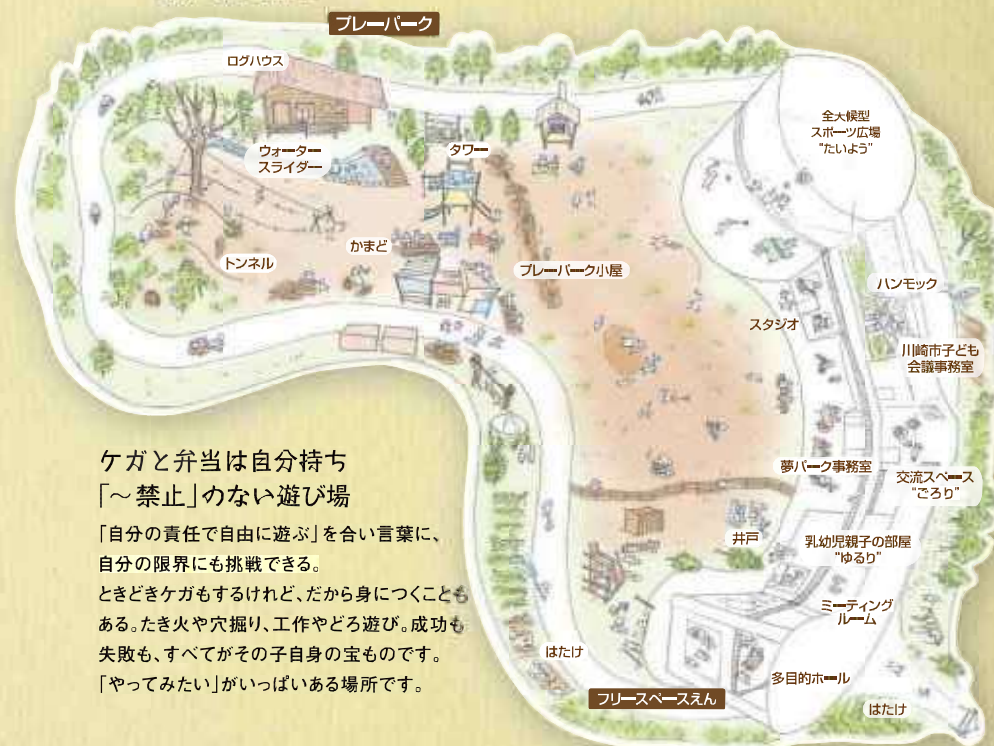 プレーパーク
ログハウス
ウォーター
スライダー
タワー
かまど
トンネル
プレーパーク小屋
全天候型
スポーツ広場
“たいよう”
ハンモック
スタジオ
川崎市子ども
会議事務室
夢パーク事務室
交流スペース
“ごろり”
井戸
乳幼児親子の部屋
“ゆるり”
ミーティング
ルーム
多目的ホール
はたけ
フリースペースえん
はたけ
ケガと弁当は自分持ち
「～禁止」のない遊び場
「自分の責任で自由に遊ぶ」を合い言葉に、
自分の限界にも挑戦できる。
ときどきケガもするけれど、だから身につくことも
ある。たき火や穴掘り、工作やどろ遊び。成功も
失敗も、すべてがその子自身の宝ものです。
「やってみたい」がいっぱいある場所です。